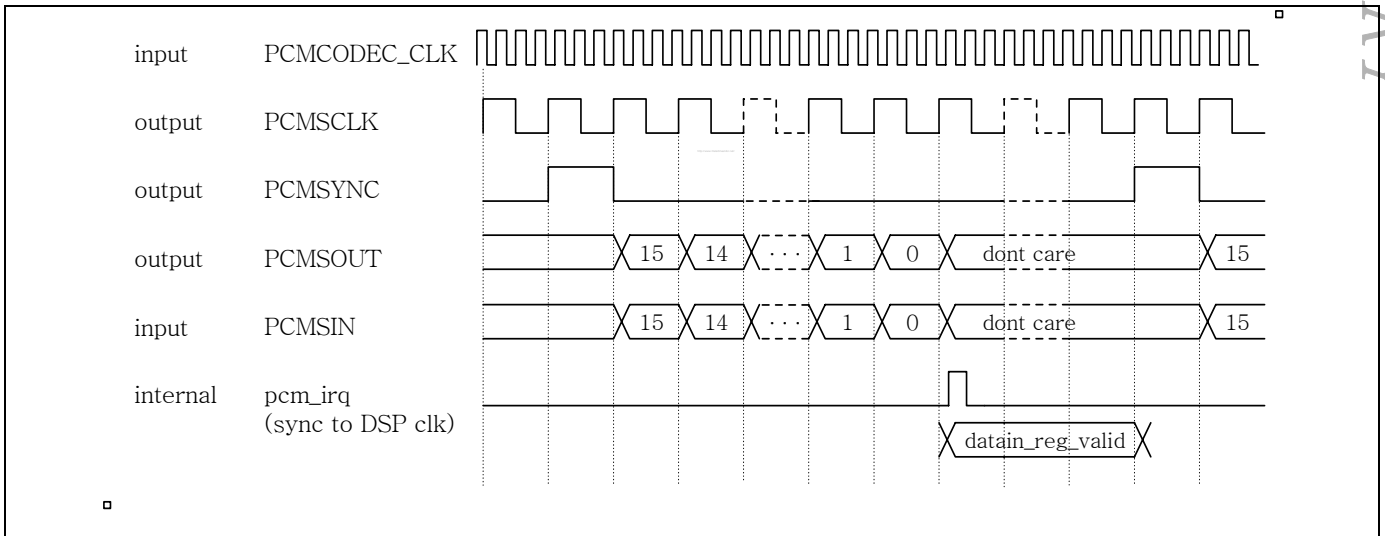 input PCMCODEC_CLK
output PCMSCLK
output PCMSYNC
output PCMSOUT 15 14 · · · 1 0 dont care 15
input PCMSIN 15 14 · · · 1 0 dont care 15
internal pcm_irq
(sync to DSP clk)
datain_reg_valid